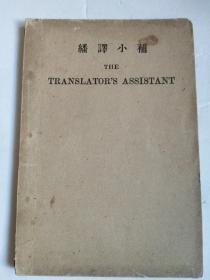 繙譯小補
THE
TRANSLATOR'S ASSISTANT